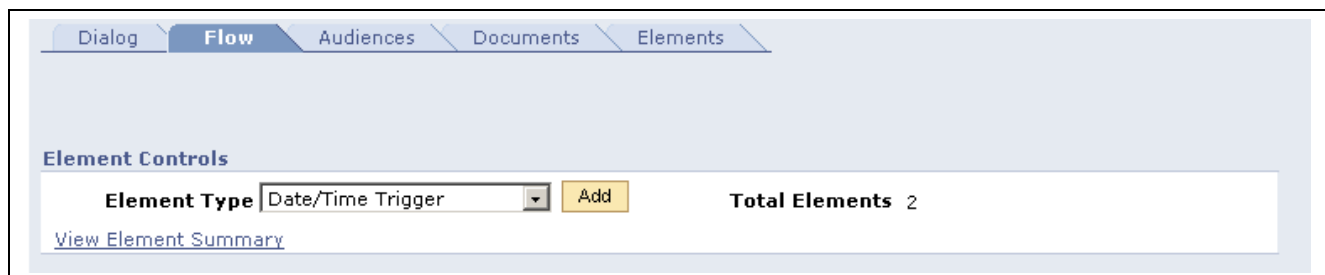 Dialog Flow Audiences Documents Elements
Element Controls
Element Type Date/Time Trigger Add Total Elements 2
View Element Summary